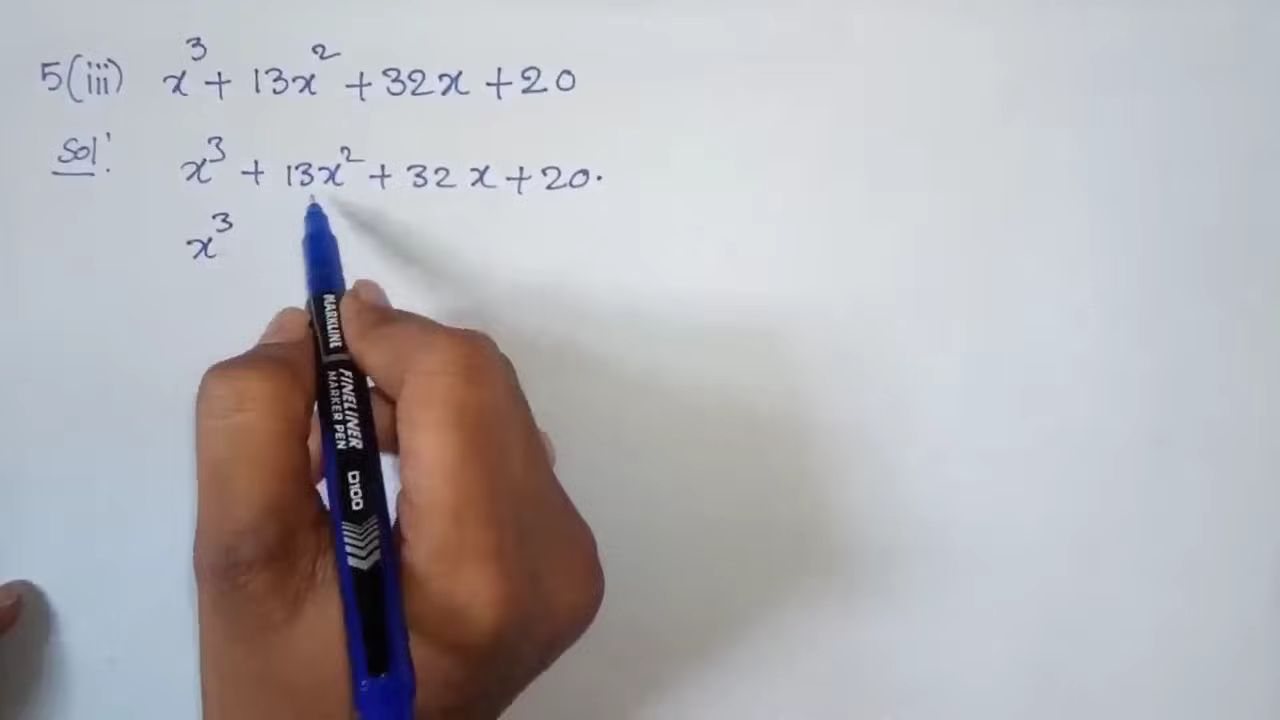 5(iii) x³ + 13x² + 32x + 20
Sol':
x³ + 13x² + 32x + 20.
x³
MARKLINE
FINELINER
MARKER PEN
D100